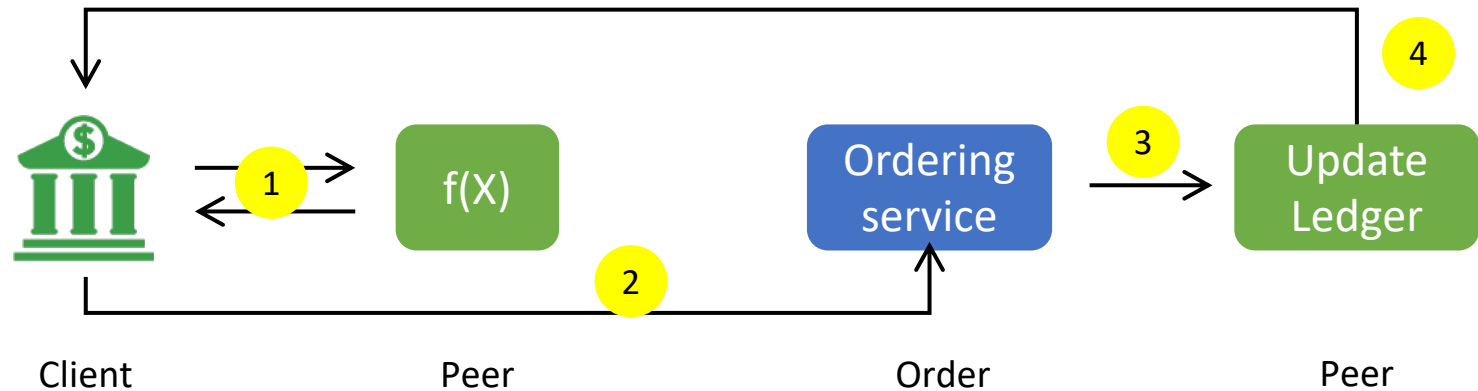 4
$
1
f(X)
Ordering
service
3
Update
Ledger
2
Client
Peer
Order
Peer